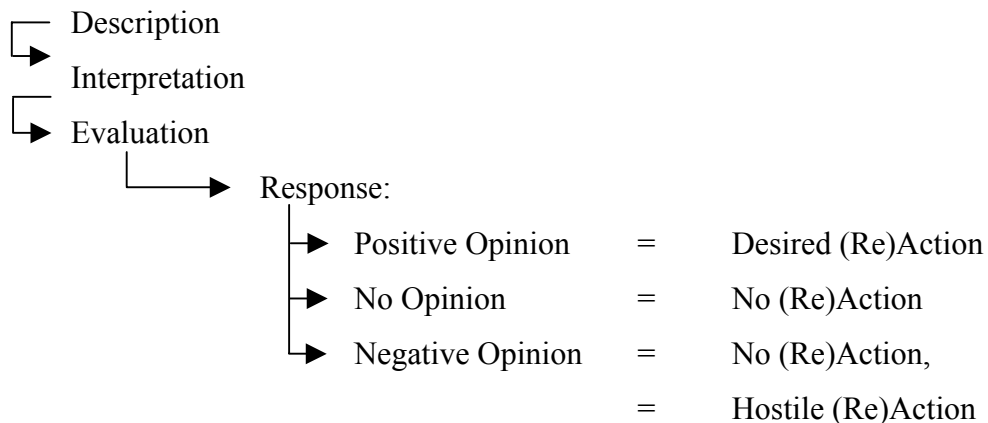 Description
Interpretation
Evaluation
Response:
Positive Opinion = Desired (Re)Action
No Opinion = No (Re)Action
Negative Opinion = No (Re)Action,
= Hostile (Re)Action